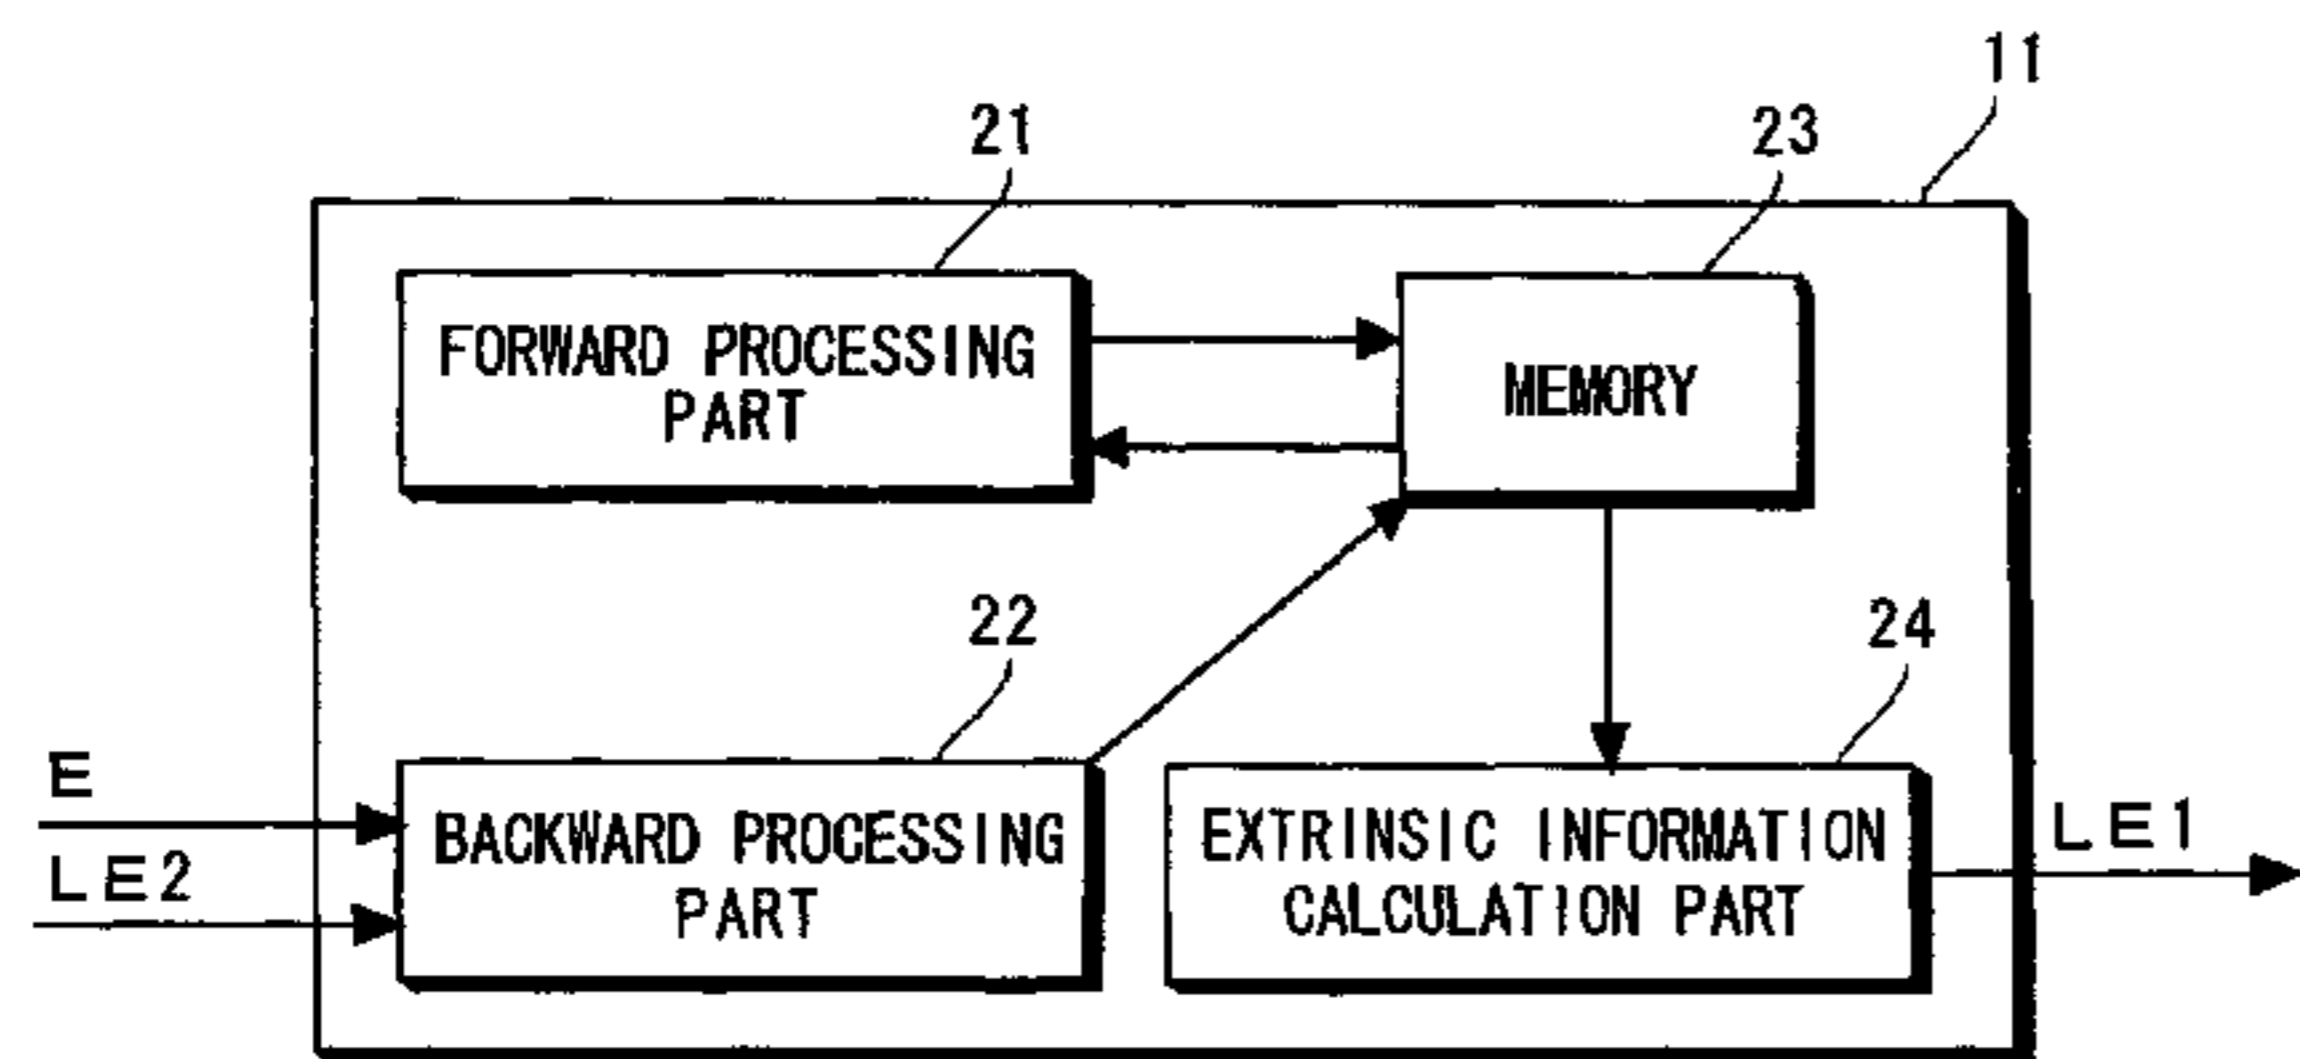 11
21
23
FORWARD PROCESSING
PART
MEMORY
22
24
E
LE2
BACKWARD PROCESSING
PART
EXTRINSIC INFORMATION
CALCULATION PART
LE1